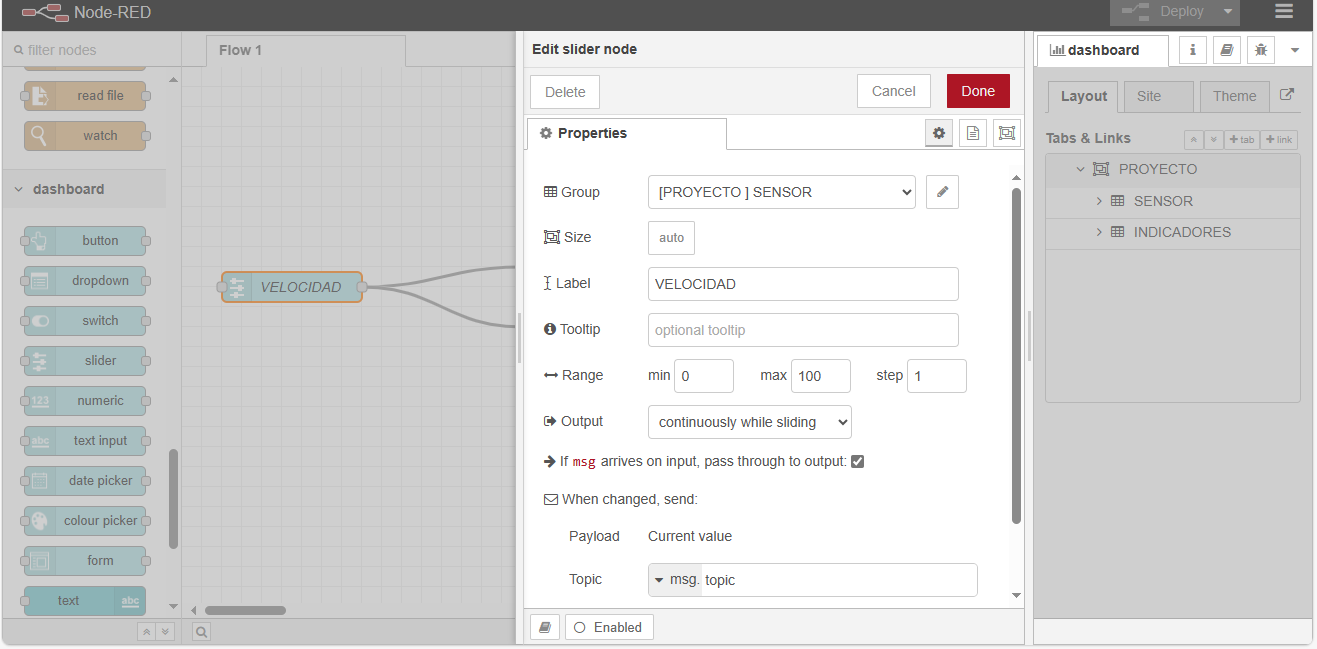 Node-RED
Deploy
filter nodes
Flow 1
Edit slider node
dashboard
i
Delete
Cancel
Done
Layout
Site
Theme
read file
watch
Properties
Tabs & Links
tab
link
dashboard
PROYECTO
Group
[PROYECTO ] SENSOR
SENSOR
INDICADORES
button
Size
auto
dropdown
VELOCIDAD
Label
VELOCIDAD
switch
Tooltip
optional tooltip
slider
Range
min
0
max
100
step
1
123
numeric
Output
continuously while sliding
abc
text input
If msg arrives on input, pass through to output:
date picker
When changed, send:
colour picker
Payload
Current value
form
Topic
msg. topic
text
abc
Enabled